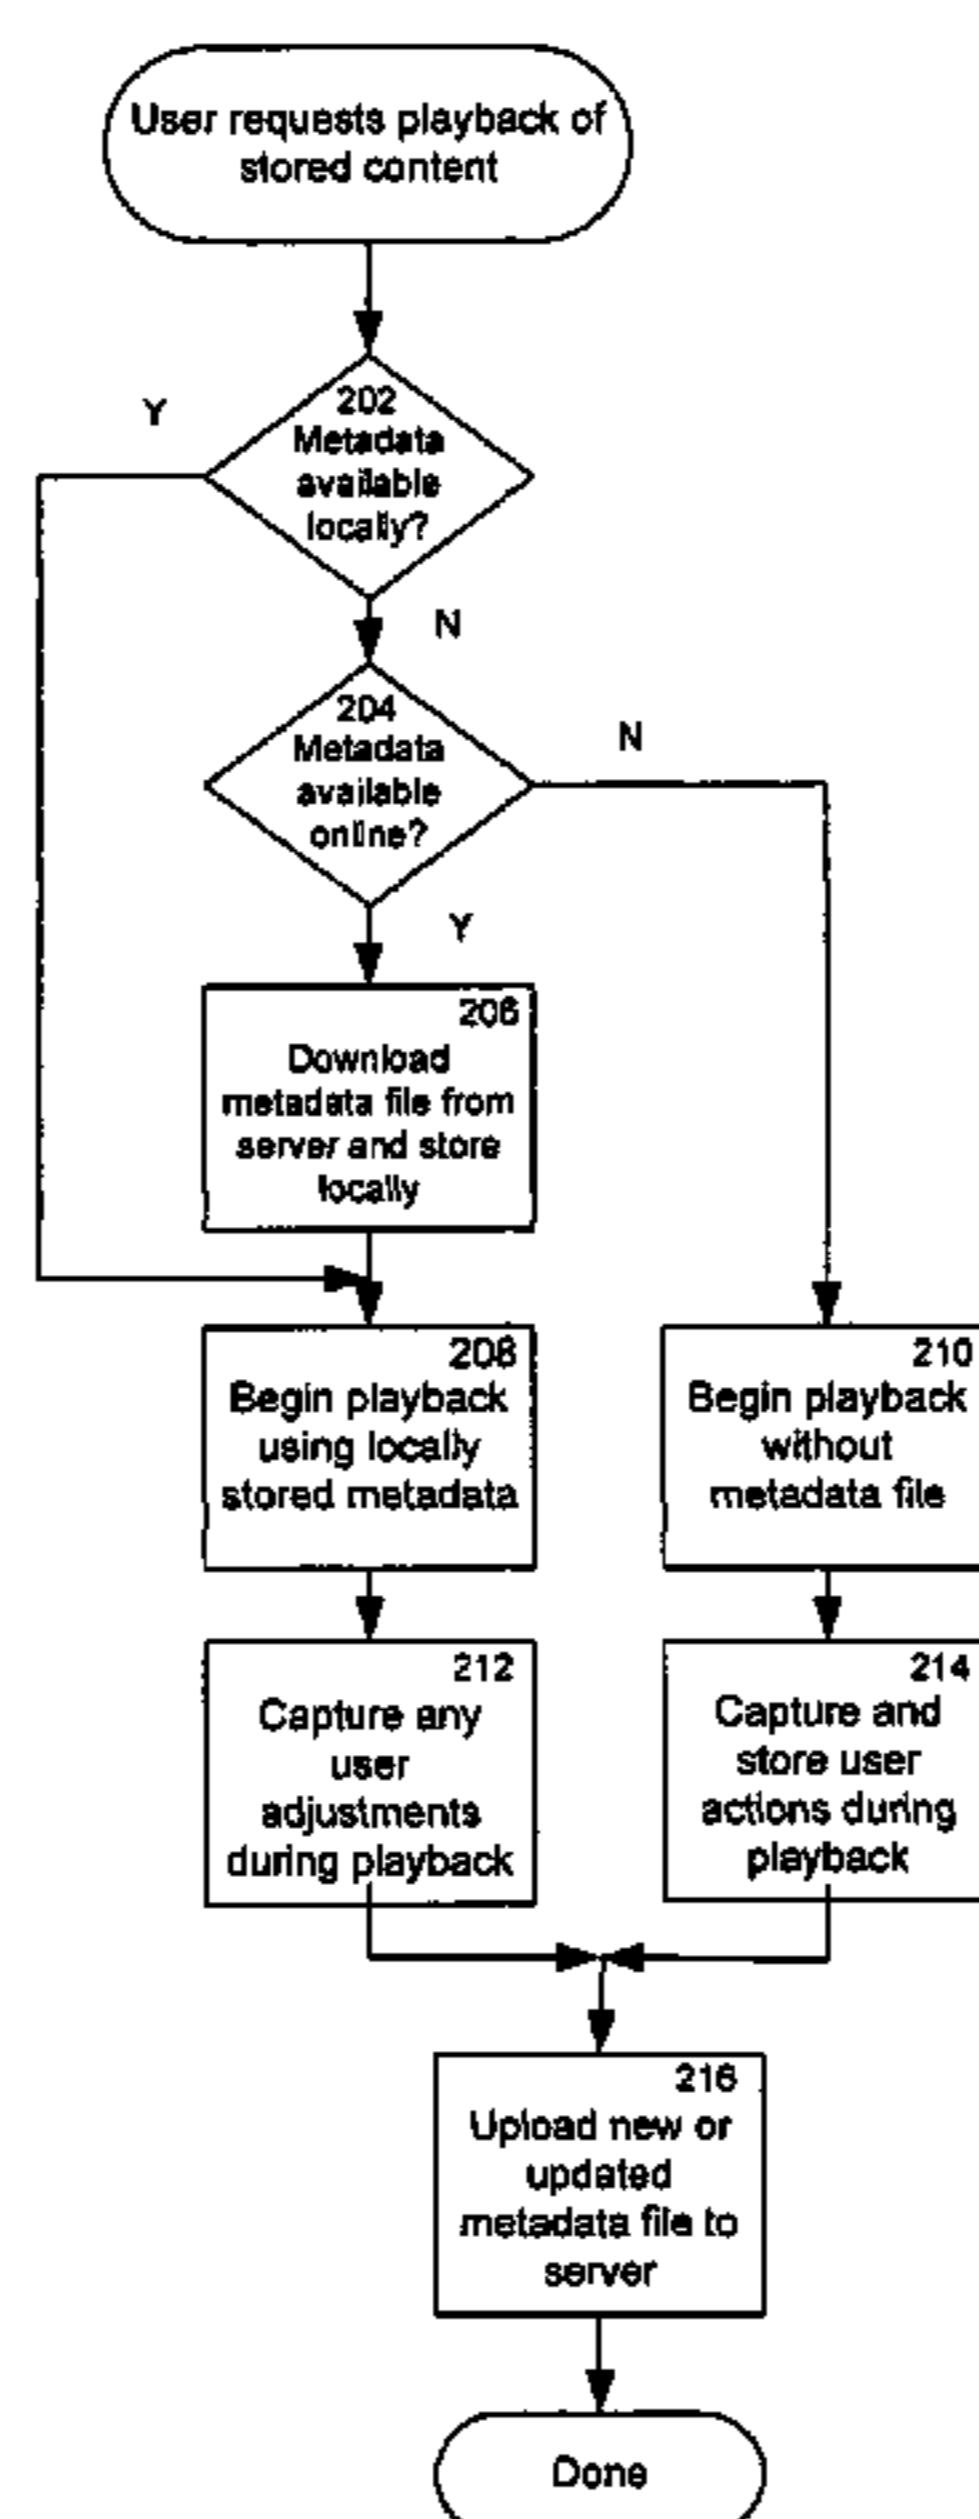 User requests playback of
stored content
Y
202
Metadata
available
locally?
N
204
Metadata
available
online?
N
Y
206
Download
metadata file from
server and store
locally
208
Begin playback
using locally
stored metadata
210
Begin playback
without
metadata file
212
Capture any
user
adjustments
during playback
214
Capture and
store user
actions during
playback
216
Upload new or
updated
metadata file to
server
Done